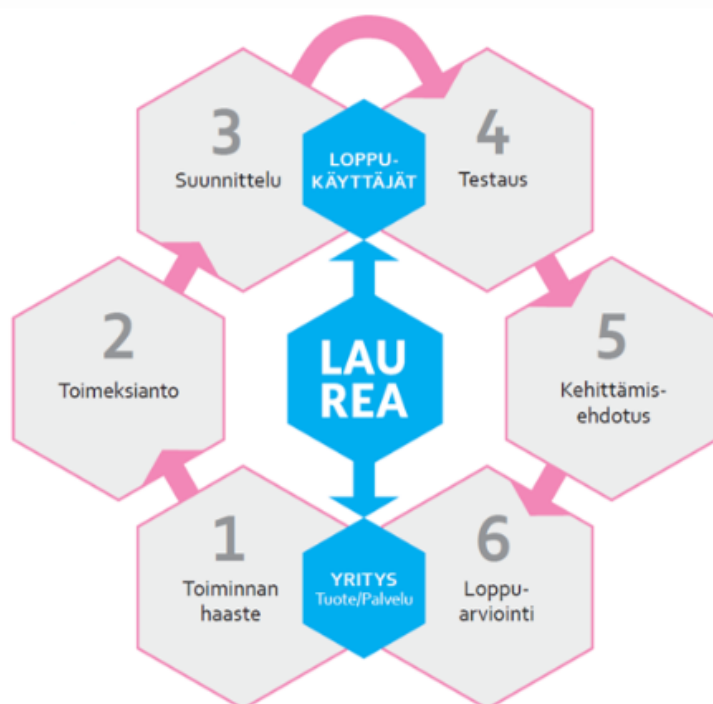 3
Suunnittelu
LOPPU-
KÄYTTÄJÄT
4
Testaus
2
Toimeksianto
LAU
REA
5
Kehittämis-
ehdotus
1
Toiminnan
haaste
YRITYS
Tuote/Palvelu
6
Loppu-
arviointi